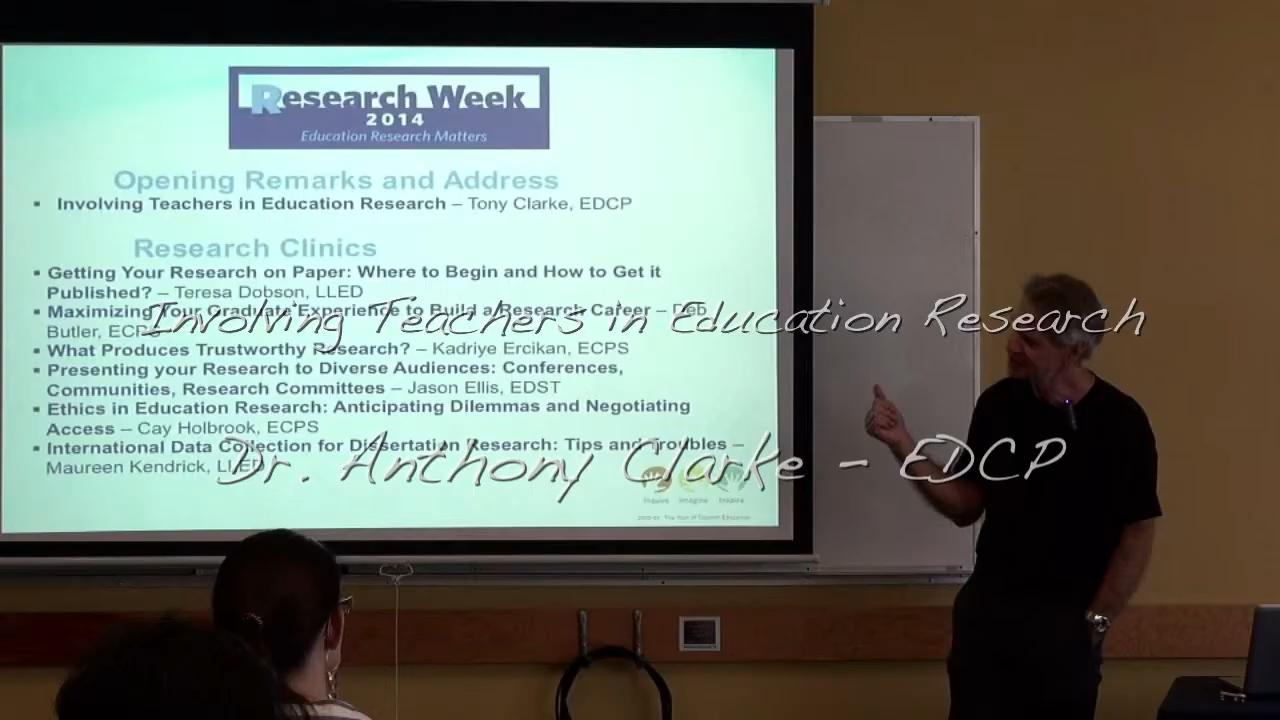 Research Week
2014
Education Research Matters
Opening Remarks and Address
▪ Involving Teachers in Education Research – Tony Clarke, EDCP
Research Clinics
▪ Getting Your Research on Paper: Where to Begin and How to Get it
Published? – Teresa Dobson, LLED
▪ Maximizing Your Graduate Experience to Build a Research Career – Deb
Butler, ECPS
Involving Teachers in Education Research
▪ What Produces Trustworthy Research? – Kadriye Ercikan, ECPS
▪ Presenting your Research to Diverse Audiences: Conferences,
Communities, Research Committees – Jason Ellis, EDST
▪ Ethics in Education Research: Anticipating Dilemmas and Negotiating
Access – Cay Holbrook, ECPS
▪ International Data Collection for Dissertation Research: Tips and Troubles –
Maureen Kendrick, LLED
Dr. Anthony Clarke - EDCP
Inquire Imagine Inspire